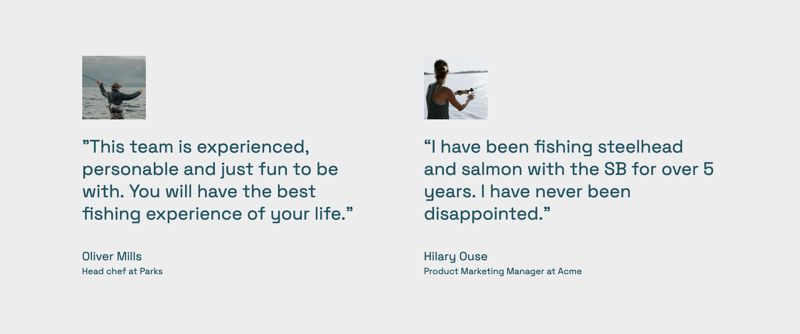 ”This team is experienced,
personable and just fun to be
with. You will have the best
fishing experience of your life.”
Oliver Mills
Head chef at Parks
“I have been fishing steelhead
and salmon with the SB for over 5
years. I have never been
disappointed.”
Hilary Ouse
Product Marketing Manager at Acme